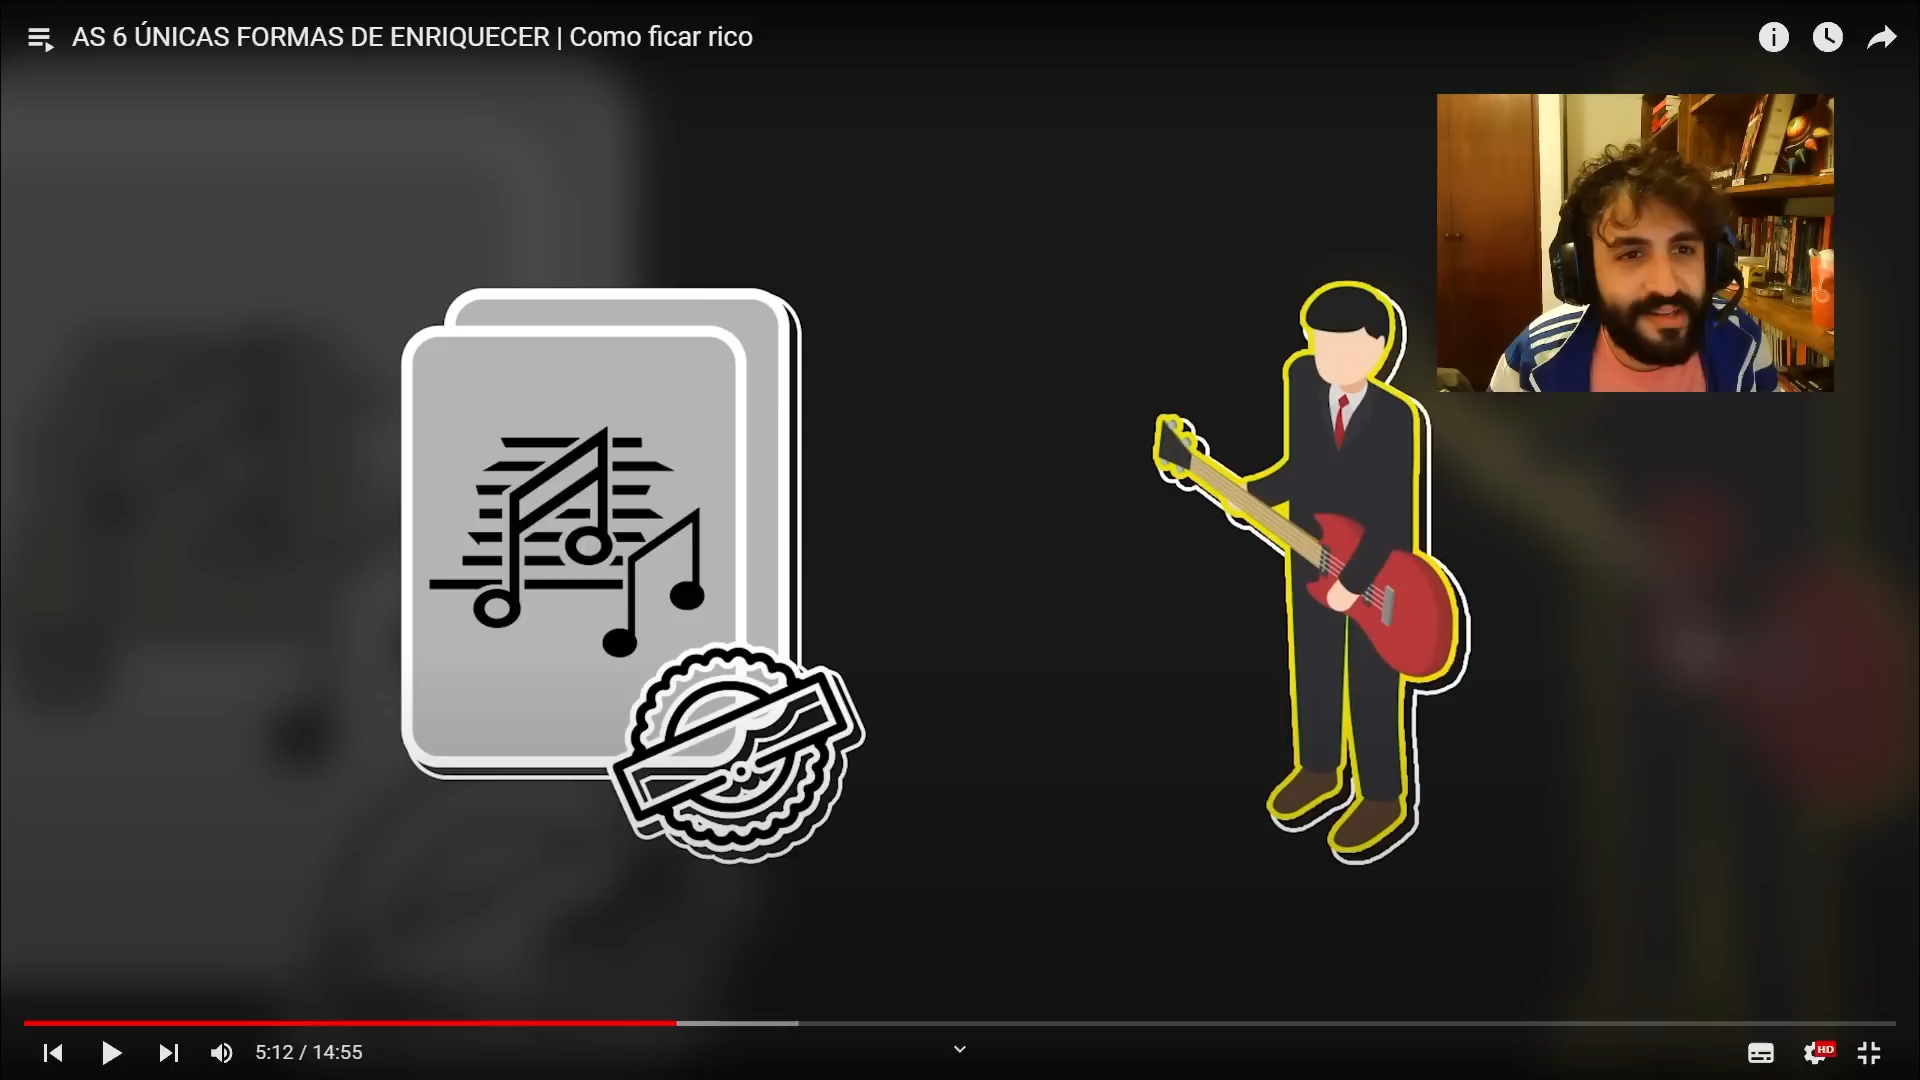 AS 6 ÚNICAS FORMAS DE ENRIQUECER | Como ficar rico
5:12 / 14:55
HD